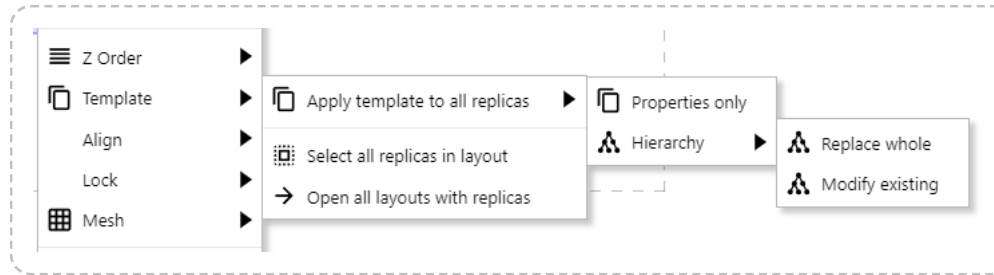 Z Order
Template
Align
Lock
Mesh
Apply template to all replicas
Select all replicas in layout
Open all layouts with replicas
Properties only
Hierarchy
Replace whole
Modify existing